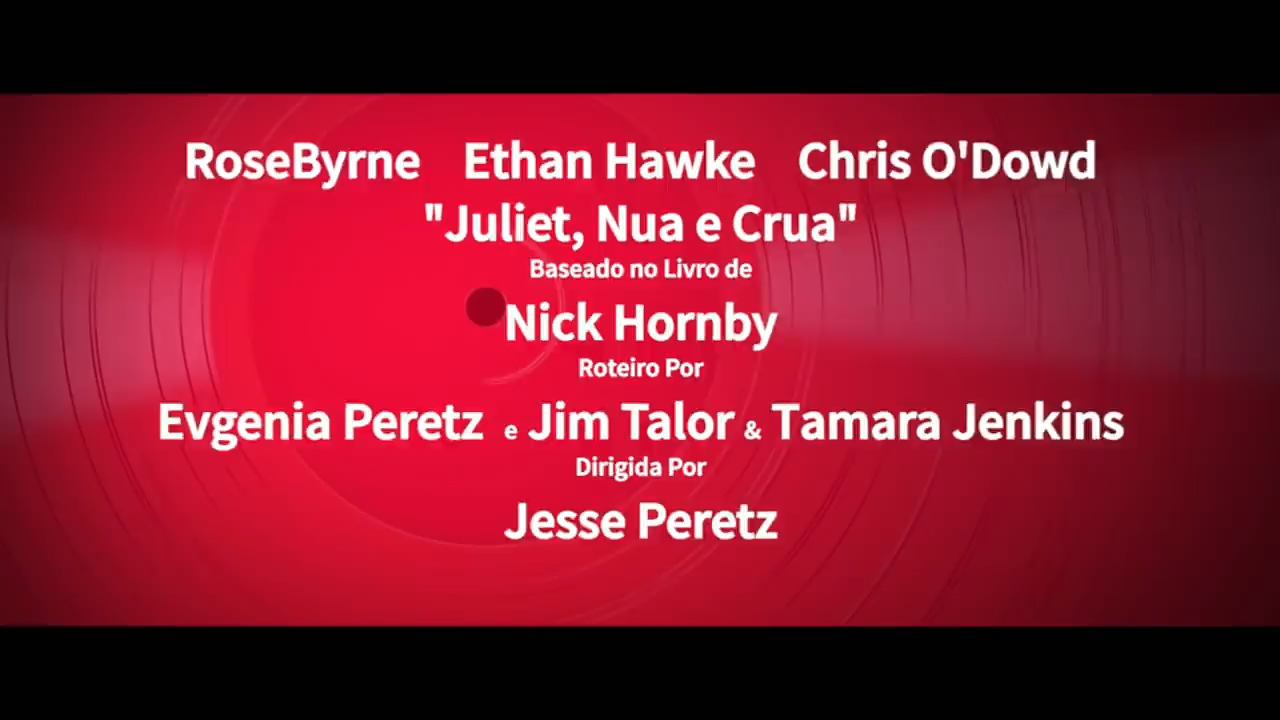 RoseByrne Ethan Hawke Chris O'Dowd
"Juliet, Nua e Crua"
Baseado no Livro de
Nick Hornby
Roteiro Por
Evgenia Peretz e Jim Talor & Tamara Jenkins
Dirigida Por
Jesse Peretz